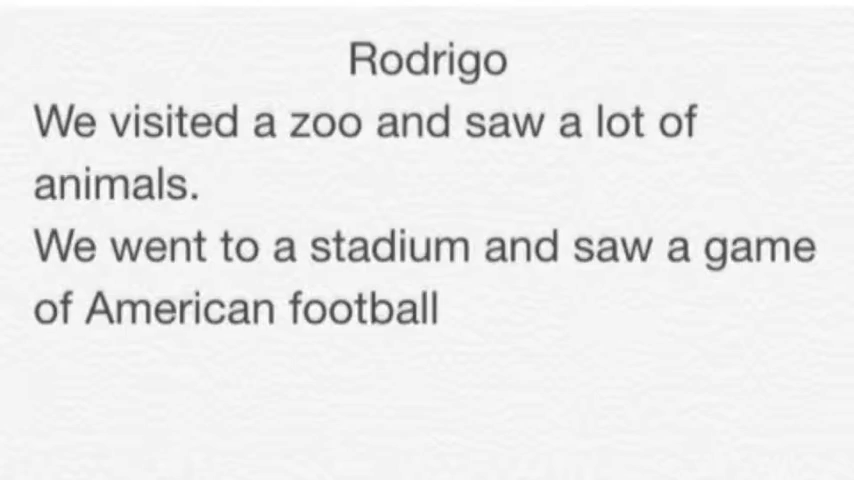 Rodrigo
We visited a zoo and saw a lot of
animals.
We went to a stadium and saw a game
of American football